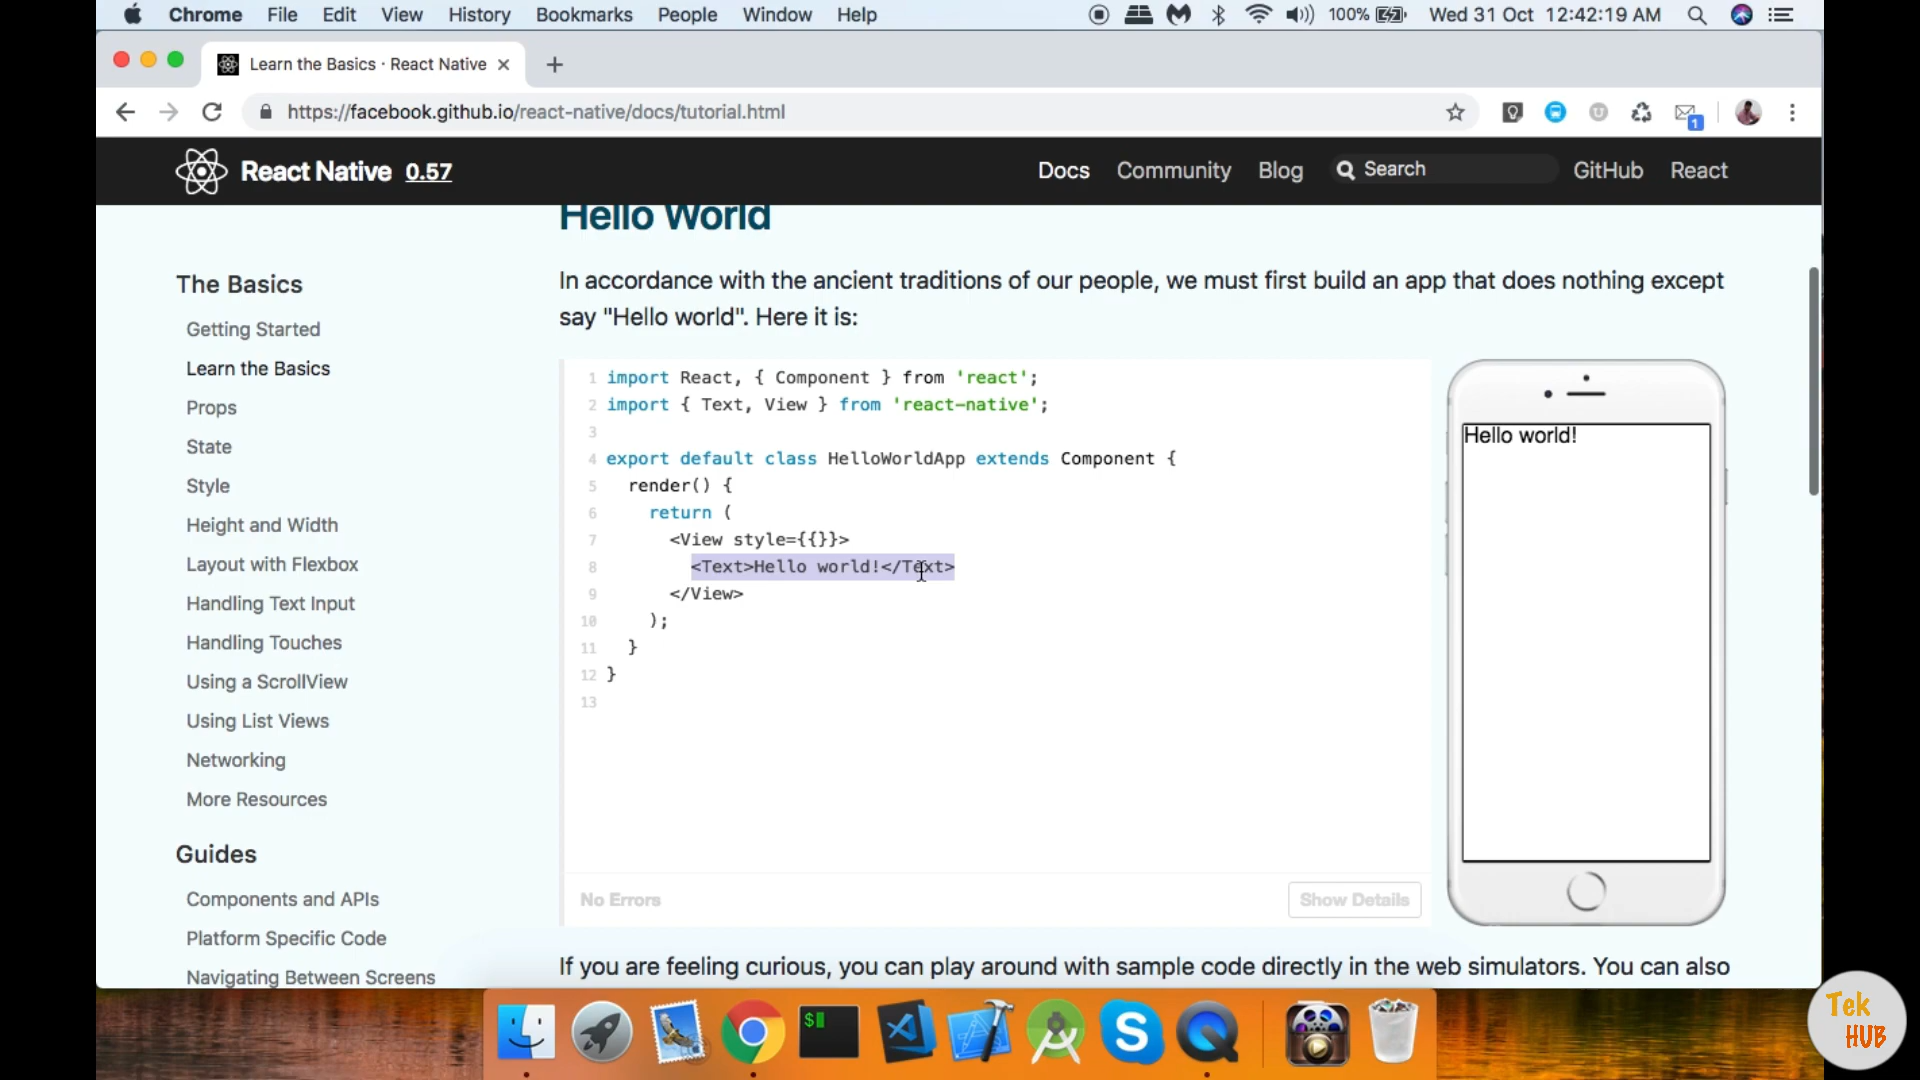 Chrome File Edit View History Bookmarks People Window Help 100% Wed 31 Oct 12:42:19 AM
Learn the Basics · React Native
https://facebook.github.io/react-native/docs/tutorial.html
1
React Native 0.57 Docs Community Blog Search GitHub React
Hello World
The Basics
Getting Started
Learn the Basics
Props
State
Style
Height and Width
Layout with Flexbox
Handling Text Input
Handling Touches
Using a ScrollView
Using List Views
Networking
More Resources
Guides
Components and APIs
Platform Specific Code
Navigating Between Screens
In accordance with the ancient traditions of our people, we must first build an app that does nothing except
say "Hello world". Here it is:
1 import React, { Component } from 'react';
2 import { Text, View } from 'react-native';
3
4 export default class HelloWorldApp extends Component {
5 render() {
6 return (
7 <View style={{}}>
8 <Text>Hello world!</Text>
9 </View>
10 );
11 }
12 }
13
No Errors Show Details
Hello world!
If you are feeling curious, you can play around with sample code directly in the web simulators. You can also
$
S
Tek
HUB